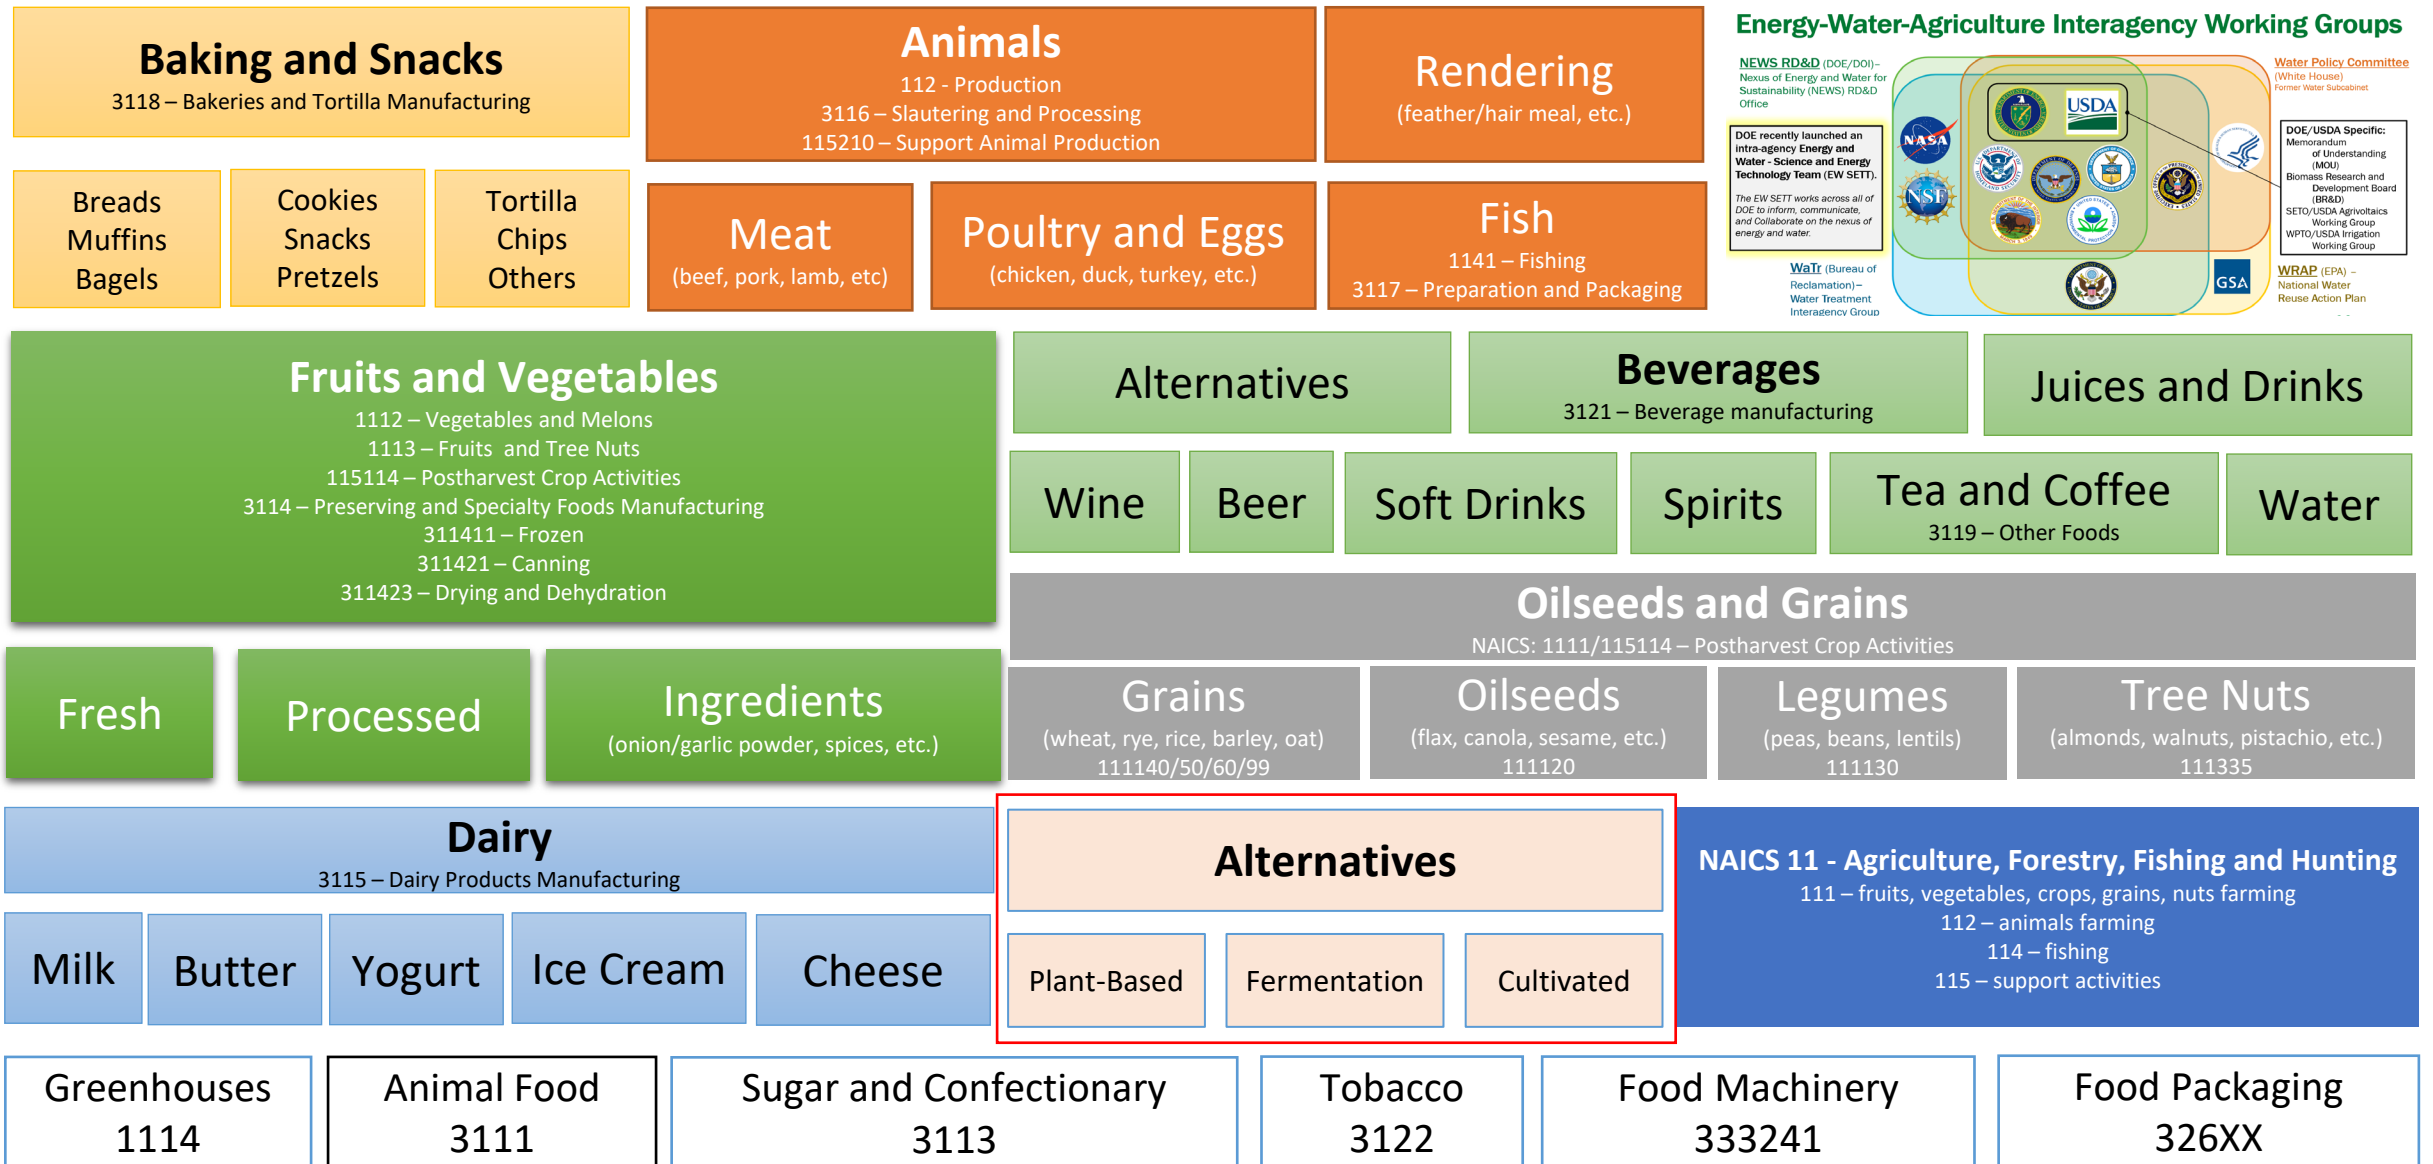 Baking and Snacks
3118 – Bakeries and Tortilla Manufacturing
Breads
Muffins
Bagels
Cookies
Snacks
Pretzels
Tortilla
Chips
Others
Animals
112 - Production
3116 – Slautering and Processing
115210 – Support Animal Production
Rendering
(feather/hair meal, etc.)
Meat
(beef, pork, lamb, etc)
Poultry and Eggs
(chicken, duck, turkey, etc.)
Fish
1141 – Fishing
3117 – Preparation and Packaging
Energy-Water-Agriculture Interagency Working Groups
NEWS RD&D (DOE/DOI)–
Nexus of Energy and Water for
Sustainability (NEWS) RD&D
Office
DOE recently launched an
intra-agency Energy and
Water - Science and Energy
Technology Team (EW SETT).
The EW SETT works across all of
DOE to inform, communicate,
and Collaborate on the nexus of
energy and water.
WaTr (Bureau of
Reclamation)–
Water Treatment
Interagency Group
NASA
NSF
USDA
GSA
Water Policy Committee
(White House)
Former Water Subcabinet
DOE/USDA Specific:
Memorandum
of Understanding
(MOU)
Biomass Research and
Development Board
(BR&D)
SETO/USDA Agrivoltaics
Working Group
WPTO/USDA Irrigation
Working Group
WRAP (EPA) –
National Water
Reuse Action Plan
Fruits and Vegetables
1112 – Vegetables and Melons
1113 – Fruits and Tree Nuts
115114 – Postharvest Crop Activities
3114 – Preserving and Specialty Foods Manufacturing
311411 – Frozen
311421 – Canning
311423 – Drying and Dehydration
Fresh
Processed
Ingredients
(onion/garlic powder, spices, etc.)
Alternatives
Beverages
3121 – Beverage manufacturing
Juices and Drinks
Wine
Beer
Soft Drinks
Spirits
Tea and Coffee
3119 – Other Foods
Water
Oilseeds and Grains
NAICS: 1111/115114 – Postharvest Crop Activities
Grains
(wheat, rye, rice, barley, oat)
111140/50/60/99
Oilseeds
(flax, canola, sesame, etc.)
111120
Legumes
(peas, beans, lentils)
111130
Tree Nuts
(almonds, walnuts, pistachio, etc.)
111335
Dairy
3115 – Dairy Products Manufacturing
Milk
Butter
Yogurt
Ice Cream
Cheese
Alternatives
Plant-Based
Fermentation
Cultivated
NAICS 11 - Agriculture, Forestry, Fishing and Hunting
111 – fruits, vegetables, crops, grains, nuts farming
112 – animals farming
114 – fishing
115 – support activities
Greenhouses
1114
Animal Food
3111
Sugar and Confectionary
3113
Tobacco
3122
Food Machinery
333241
Food Packaging
326XX